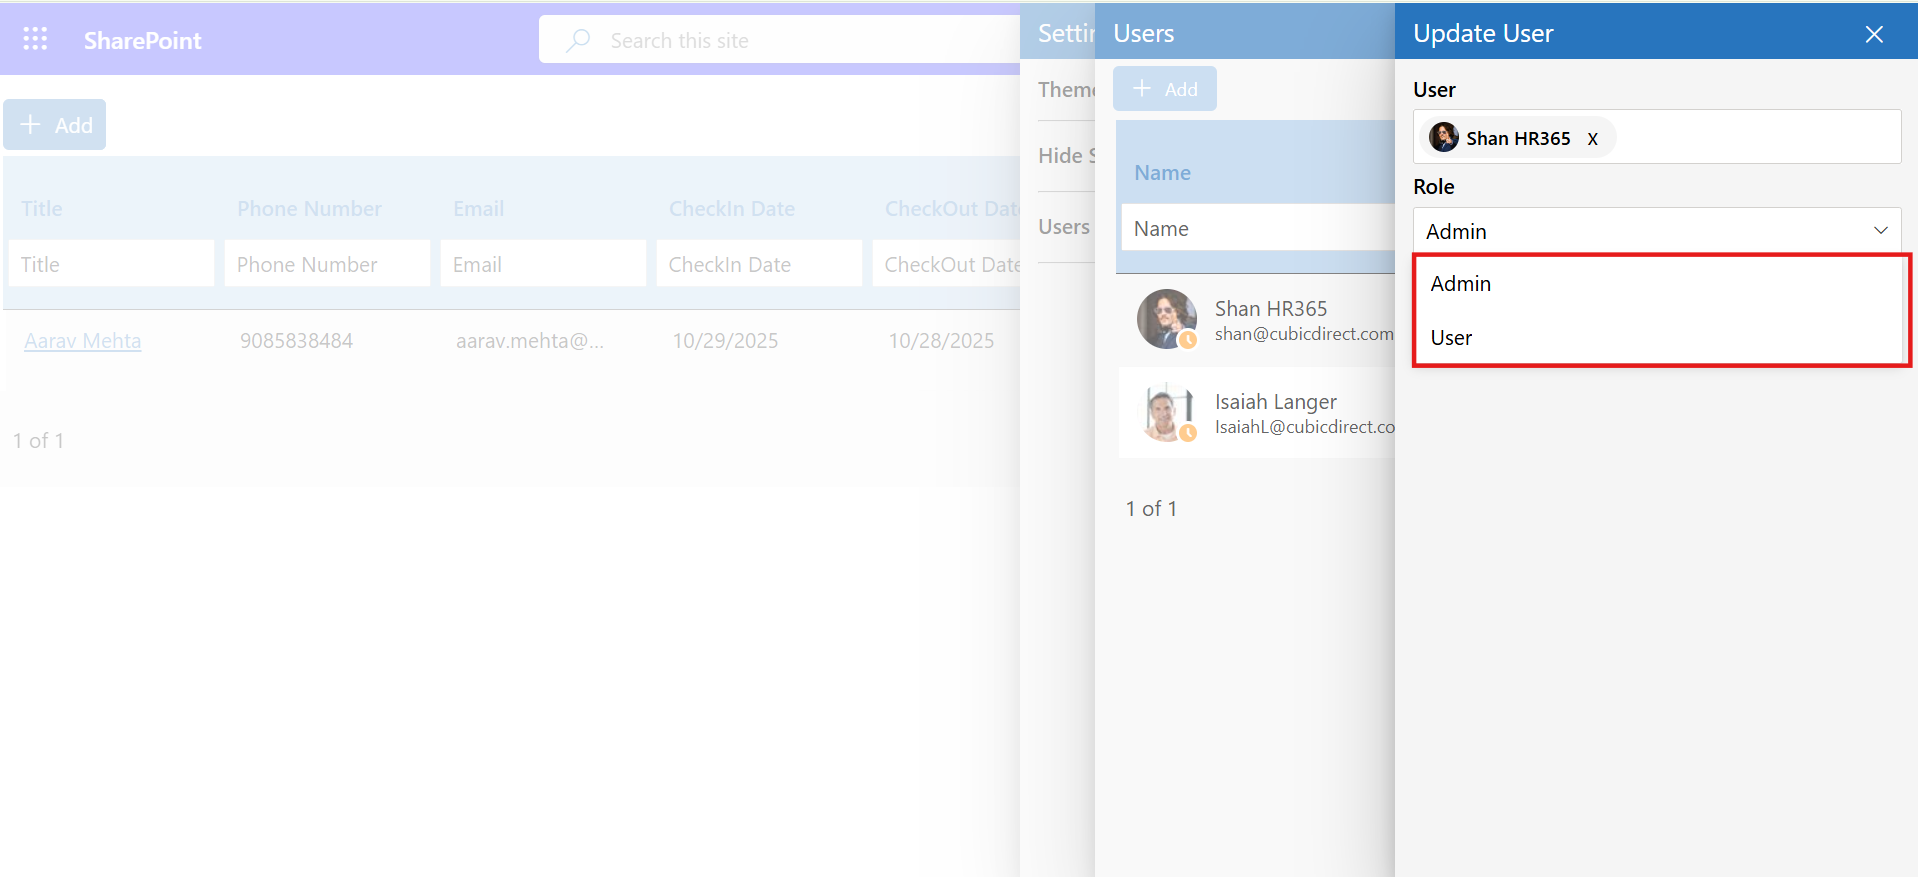 SharePoint
Search this site
Add
Title
Phone Number
Email
CheckIn Date
CheckOut Date
Title
Phone Number
Email
CheckIn Date
CheckOut Date
Aarav Mehta
9085838484
aarav.mehta@...
10/29/2025
10/28/2025
1 of 1
Settin
Theme
Hide S
Users
Users
Add
Name
Name
Shan HR365
shan@cubicdirect.com
Isaiah Langer
IsaiahL@cubicdirect.co
1 of 1
Update User
User
Shan HR365 X
Role
Admin
Admin
User